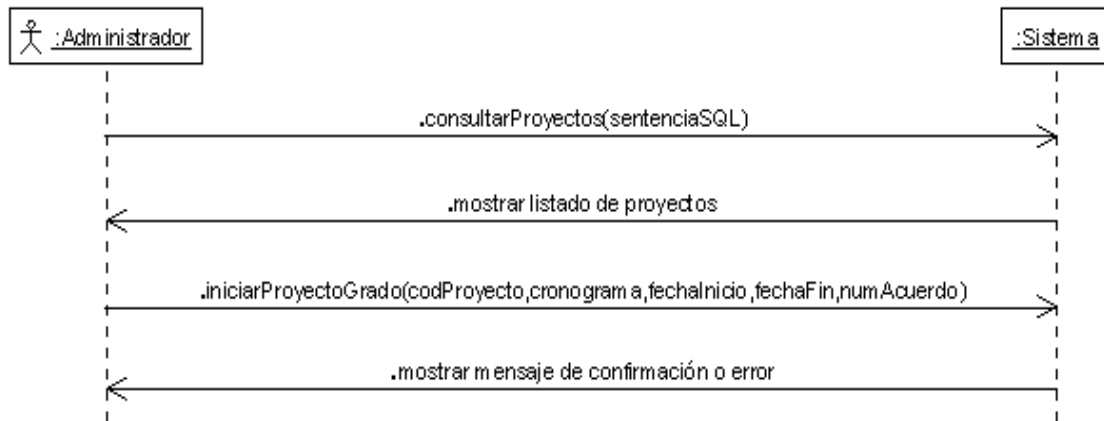 :Administrador
:Sistema
.consultarProyectos(sentenciaSQL)
.mostrar listado de proyectos
.iniciarProyectoGrado(codProyecto,cronograma,fechaInicio,fechaFin,numAcuerdo)
.mostrar mensaje de confirmación o error